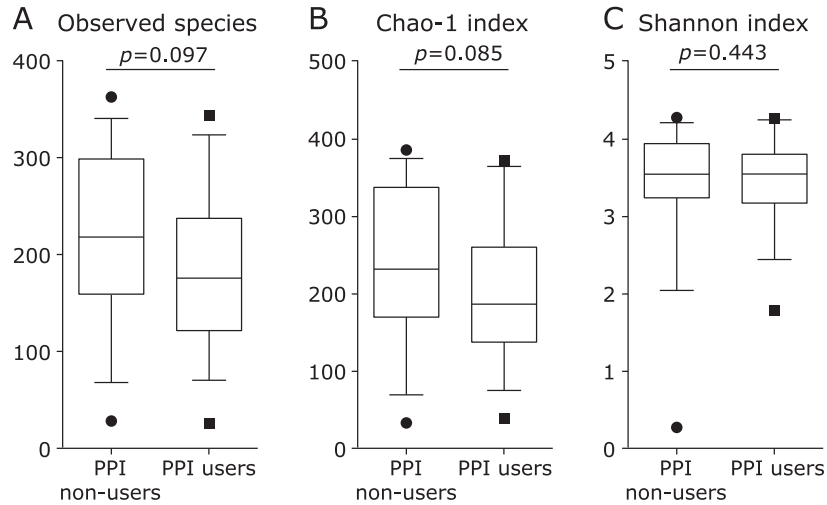 A Observed species
p=0.097
400
300
200
100
0
PPI non-users
PPI users
B Chao-1 index
p=0.085
500
400
300
200
100
0
PPI non-users
PPI users
C Shannon index
p=0.443
5
4
3
2
1
0
PPI non-users
PPI users